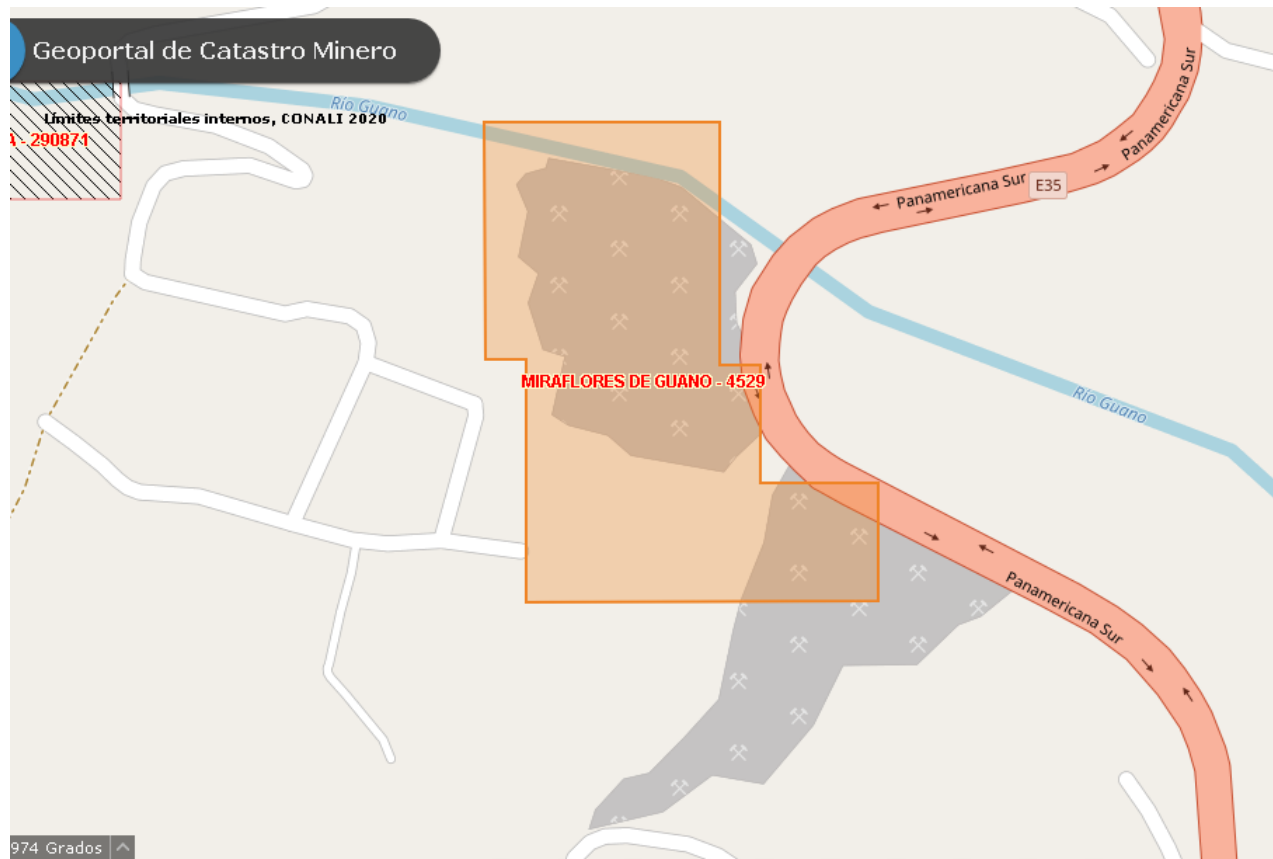 Geoportal de Catastro Minero
Río Guano
Límites territoriales internos, CONALI 2020
A - 290871
Panamericana Sur
Panamericana Sur
E35
MIRAFLORES DE GUANO - 4529
Río Guano
Panamericana Sur
974 Grados